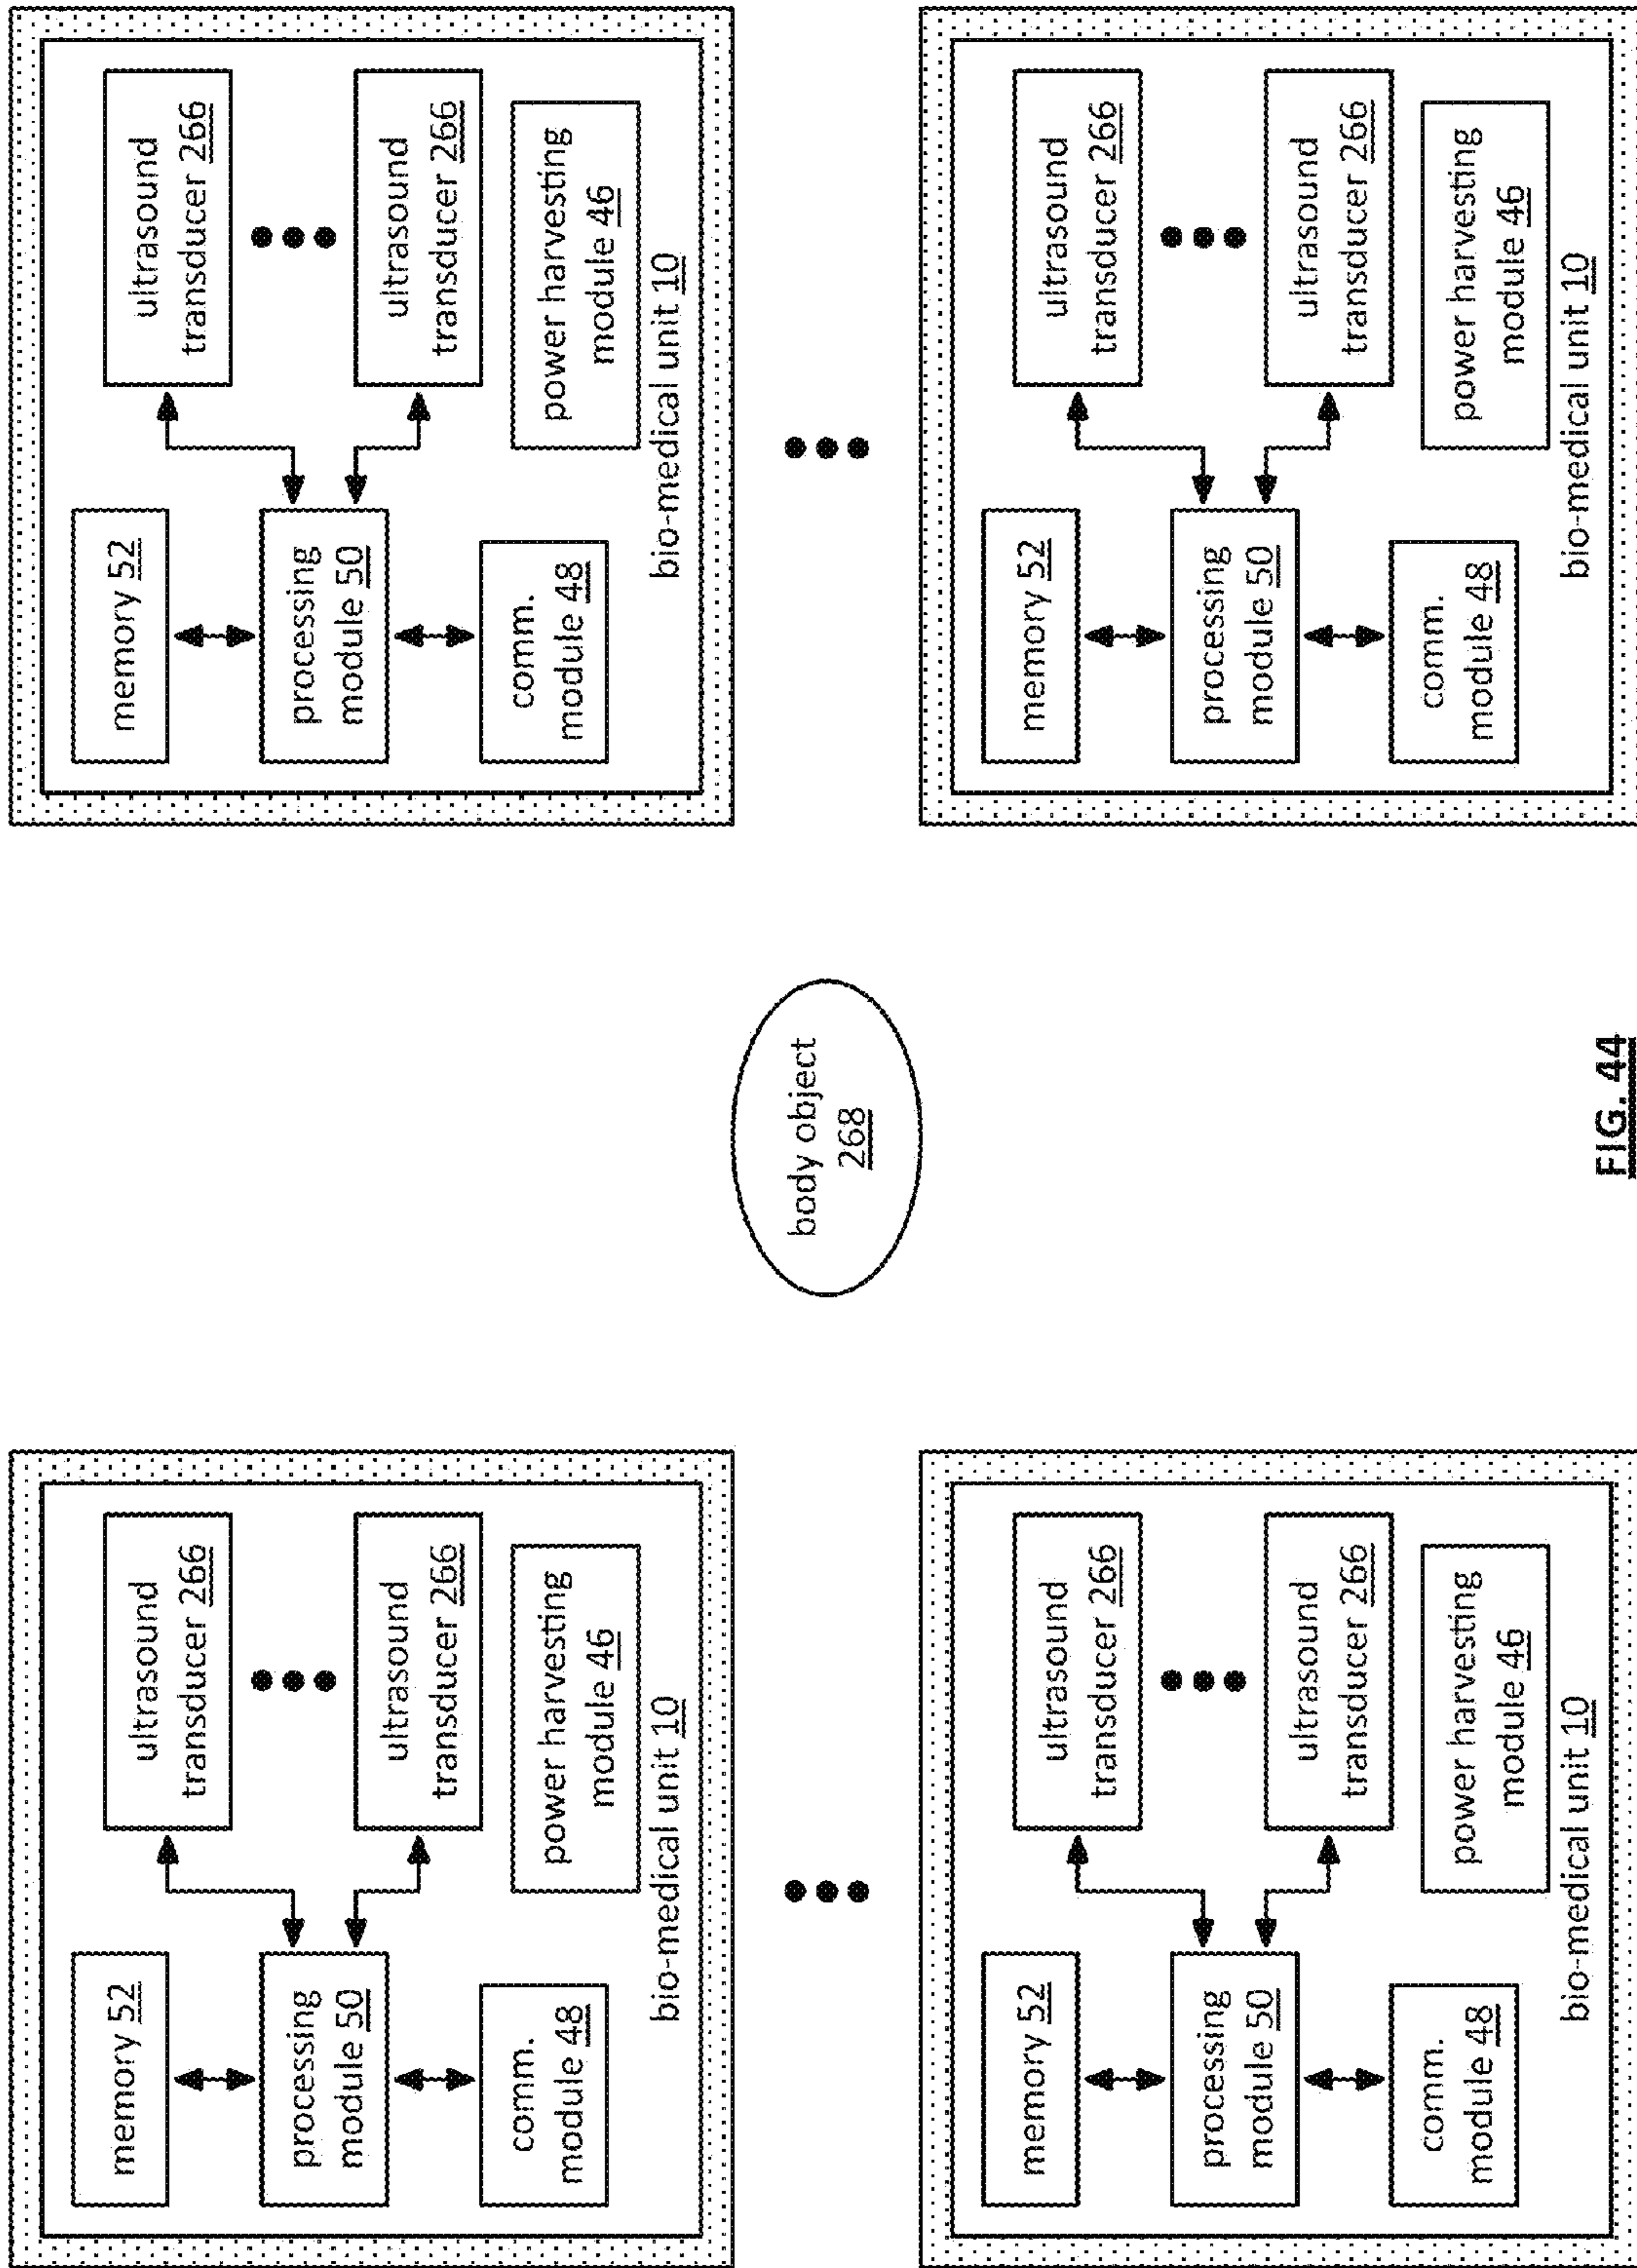 memory 52
ultrasound
transducer 266
processing
module 50
ultrasound
transducer 266
comm.
module 48
power harvesting
module 46
bio-medical unit 10
memory 52
ultrasound
transducer 266
processing
module 50
ultrasound
transducer 266
comm.
module 48
power harvesting
module 46
bio-medical unit 10
body object
268
memory 52
ultrasound
transducer 266
processing
module 50
ultrasound
transducer 266
comm.
module 48
power harvesting
module 46
bio-medical unit 10
memory 52
ultrasound
transducer 266
processing
module 50
ultrasound
transducer 266
comm.
module 48
power harvesting
module 46
bio-medical unit 10
FIG. 44